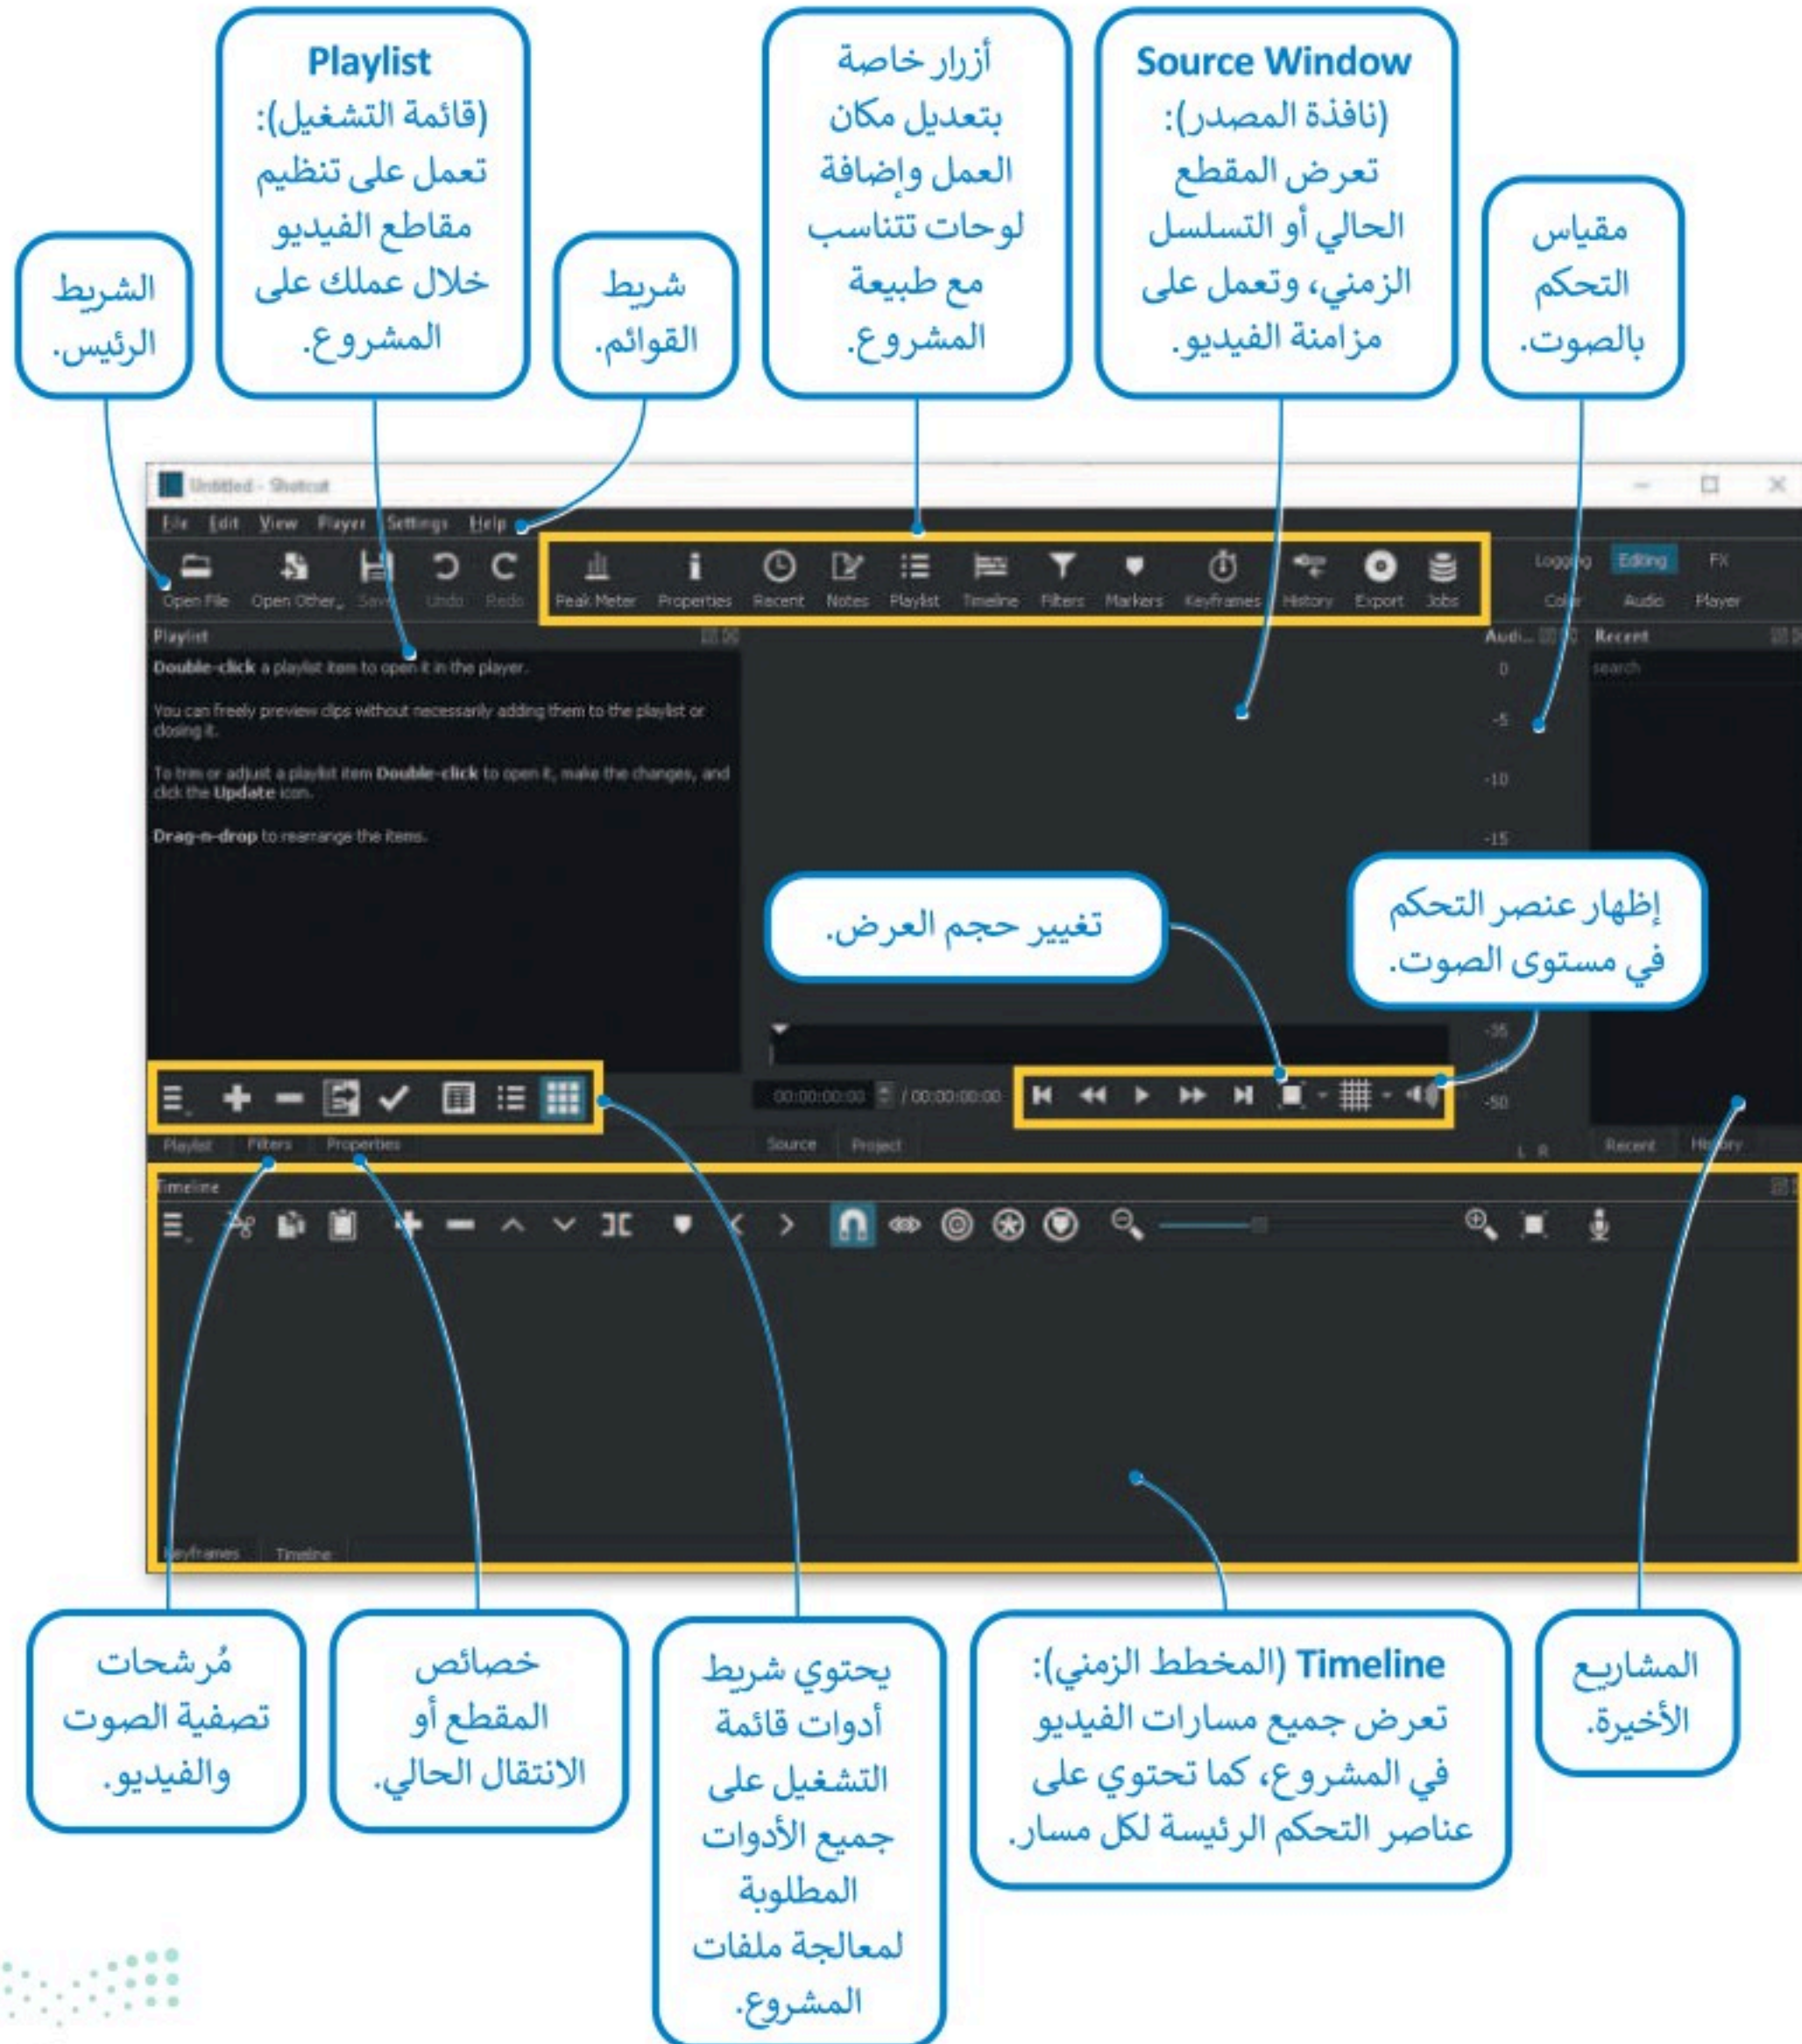 Playlist
(قائمة التشغيل):
تعمل على تنظيم
مقاطع الفيديو
خلال عملك على
المشروع.
أزرار خاصة
بتعديل مكان
العمل وإضافة
لوحات تتناسب
مع طبيعة
المشروع.
Source Window
(نافذة المصدر):
تعرض المقطع
الحالي أو التسلسل
الزمني، وتعمل على
مزامنة الفيديو.
مقياس
التحكم
بالصوت.
الشريط
الرئيس.
شريط
القوائم.
Untitled - Shotcut
File Edit View Player Settings Help
Open File Open Other... Save Undo Redo Peak Meter Properties Recent Notes Playlist Timeline Filters Markers Keyframes History Export Jobs
Logging Editing FX
Color Audio Player
Playlist
Audi... Recent
Double-click a playlist item to open it in the player.
0 search
You can freely preview clips without necessarily adding them to the playlist or
closing it.
-5
To trim or adjust a playlist item Double-click to open it, make the changes, and
click the Update icon.
-10
Drag-n-drop to rearrange the items.
-15
إظهار عنصر التحكم
في مستوى الصوت.
تغيير حجم العرض.
-35
00:00:00:00 / 00:00:00:00
-50
Playlist Filters Properties Source Project L R Recent History
Timeline
Keyframes Timeline
مُرشحات
تصفية الصوت
والفيديو.
خصائص
المقطع أو
الانتقال الحالي.
يحتوي شريط
أدوات قائمة
التشغيل على
جميع الأدوات
المطلوبة
لمعالجة ملفات
المشروع.
Timeline (المخطط الزمني):
تعرض جميع مسارات الفيديو
في المشروع، كما تحتوي على
عناصر التحكم الرئيسة لكل مسار.
المشاريع
الأخيرة.